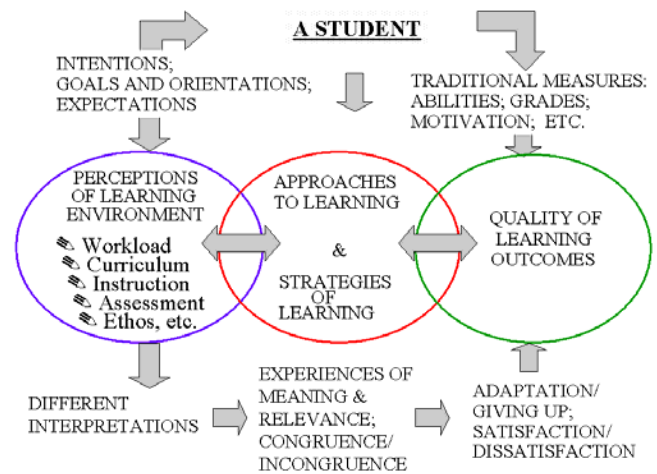 A STUDENT
INTENTIONS;
GOALS AND ORIENTATIONS;
EXPECTATIONS
TRADITIONAL MEASURES:
ABILITIES; GRADES;
MOTIVATION; ETC.
PERCEPTIONS
OF LEARNING
ENVIRONMENT
Workload
Curriculum
Instruction
Assessment
Ethos, etc.
APPROACHES
TO LEARNING
&
STRATEGIES
OF
LEARNING
QUALITY OF
LEARNING
OUTCOMES
DIFFERENT
INTERPRETATIONS
EXPERIENCES OF
MEANING &
RELEVANCE;
CONGRUENCE/
INCONGRUENCE
ADAPTATION/
GIVING UP;
SATISFACTION/
DISSATISFACTION